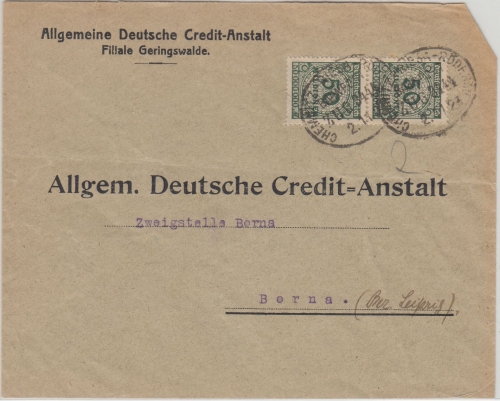 Allgemeine Deutsche Credit-Anstalt
Filiale Geringswalde.
50
50
Allgem. Deutsche Credit-Anstalt
Zweigstelle Borna
Borna. (Bez. Leipzig).